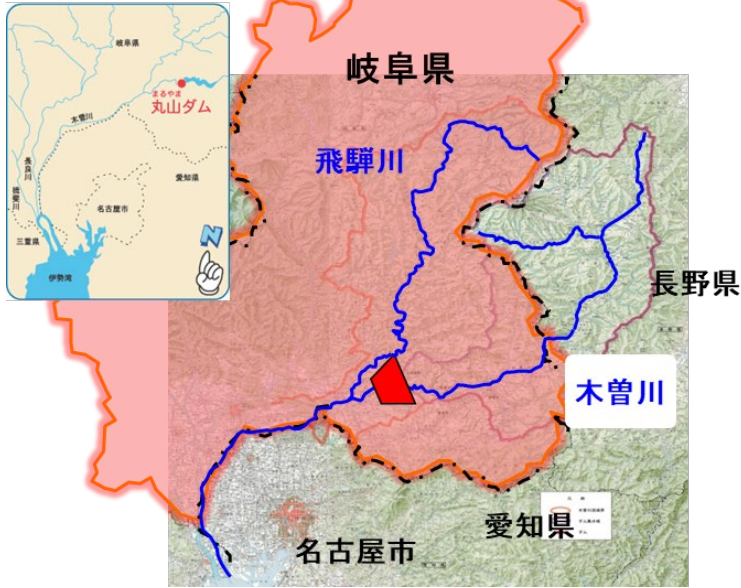 岐阜県
まるやま
丸山ダム
木曽川
長良川
揖斐川
愛知県
名古屋市
三重県
伊勢湾
N
岐阜県
飛騨川
長野県
木曽川
愛知県
名古屋市